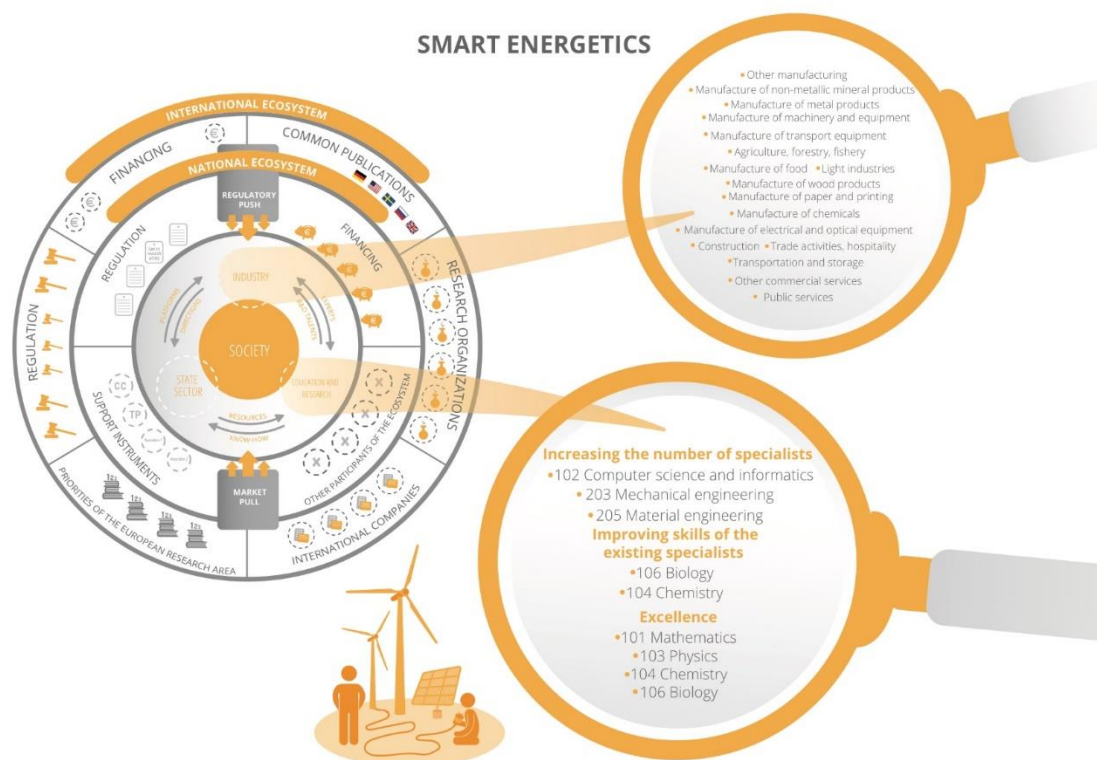 SMART ENERGETICS
INTERNATIONAL ECOSYSTEM
FINANCING
COMMON PUBLICATIONS
NATIONAL ECOSYSTEM
REGULATORY
PUSH
REGULATION
FINANCING
REGULATION
RESEARCH ORGANIZATIONS
INDUSTRY
PLATFORMS
DIRECTIONS
EXPERTS
R&D TALENTS
SOCIETY
STATE
SECTOR
EDUCATION AND
RESEARCH
RESOURCES
KNOW-HOW
CC
TP
SUPPORT INSTRUMENTS
X
X
X
X
X
OTHER PARTICIPANTS OF THE ECOSYSTEM
MARKET
PULL
PRIORITIES OF THE EUROPEAN RESEARCH AREA
INTERNATIONAL COMPANIES
• Other manufacturing
• Manufacture of non-metallic mineral products
• Manufacture of metal products
• Manufacture of machinery and equipment
• Manufacture of transport equipment
• Agriculture, forestry, fishery
• Manufacture of food • Light industries
• Manufacture of wood products
• Manufacture of paper and printing
• Manufacture of chemicals
• Manufacture of electrical and optical equipment
• Construction • Trade activities, hospitality
• Transportation and storage
• Other commercial services
• Public services
Increasing the number of specialists
• 102 Computer science and informatics
• 203 Mechanical engineering
• 205 Material engineering
Improving skills of the
existing specialists
• 106 Biology
• 104 Chemistry
Excellence
• 101 Mathematics
• 103 Physics
• 104 Chemistry
• 106 Biology